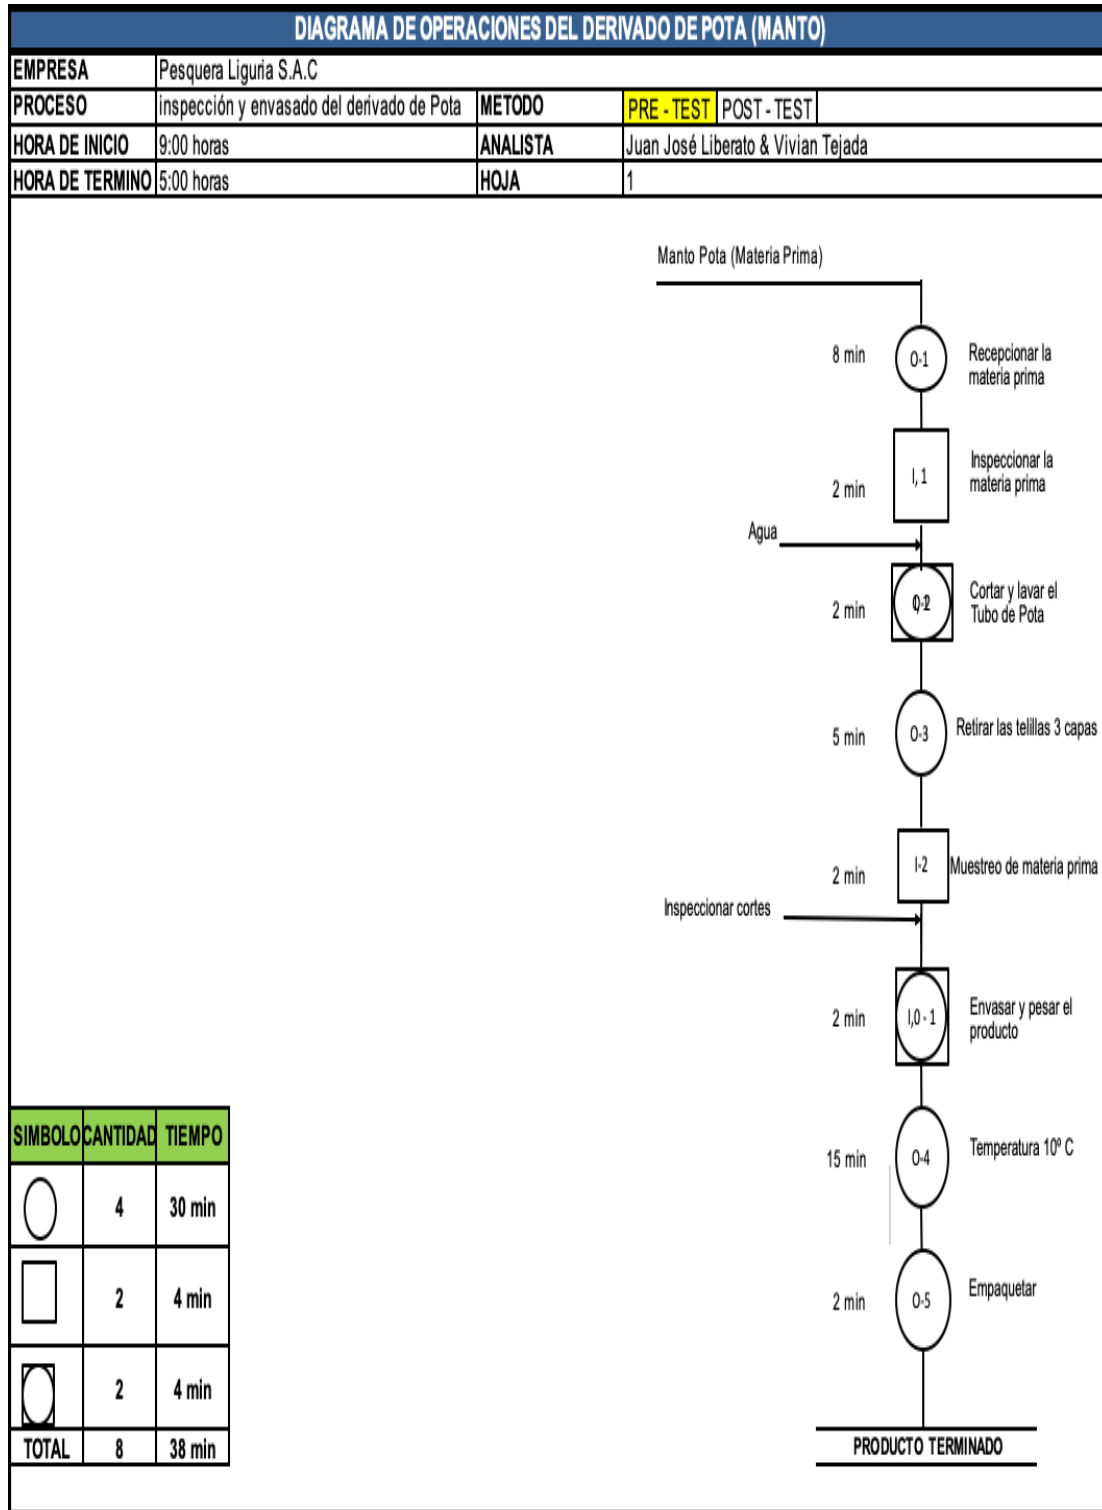 DIAGRAMA DE OPERACIONES DEL DERIVADO DE POTA (MANTO)
EMPRESA Pesquera Liguria S.A.C
PROCESO inspección y envasado del derivado de Pota METODO PRE - TEST POST - TEST
HORA DE INICIO 9:00 horas ANALISTA Juan José Liberato & Vivian Tejada
HORA DE TERMINO 5:00 horas HOJA 1
Manto Pota (Materia Prima)
8 min O-1 Recepcionar la
materia prima
2 min I, 1 Inspeccionar la
materia prima
Agua
2 min Cortar y lavar el
Tubo de Pota
5 min O-3 Retirar las telillas 3 capas
2 min I-2 Muestreo de materia prima
Inspeccionar cortes
2 min I,O - 1 Envasar y pesar el
producto
15 min O-4 Temperatura 10º C
2 min O-5 Empaquetar
PRODUCTO TERMINADO
SIMBOLO CANTIDAD TIEMPO
4 30 min
2 4 min
2 4 min
TOTAL 8 38 min